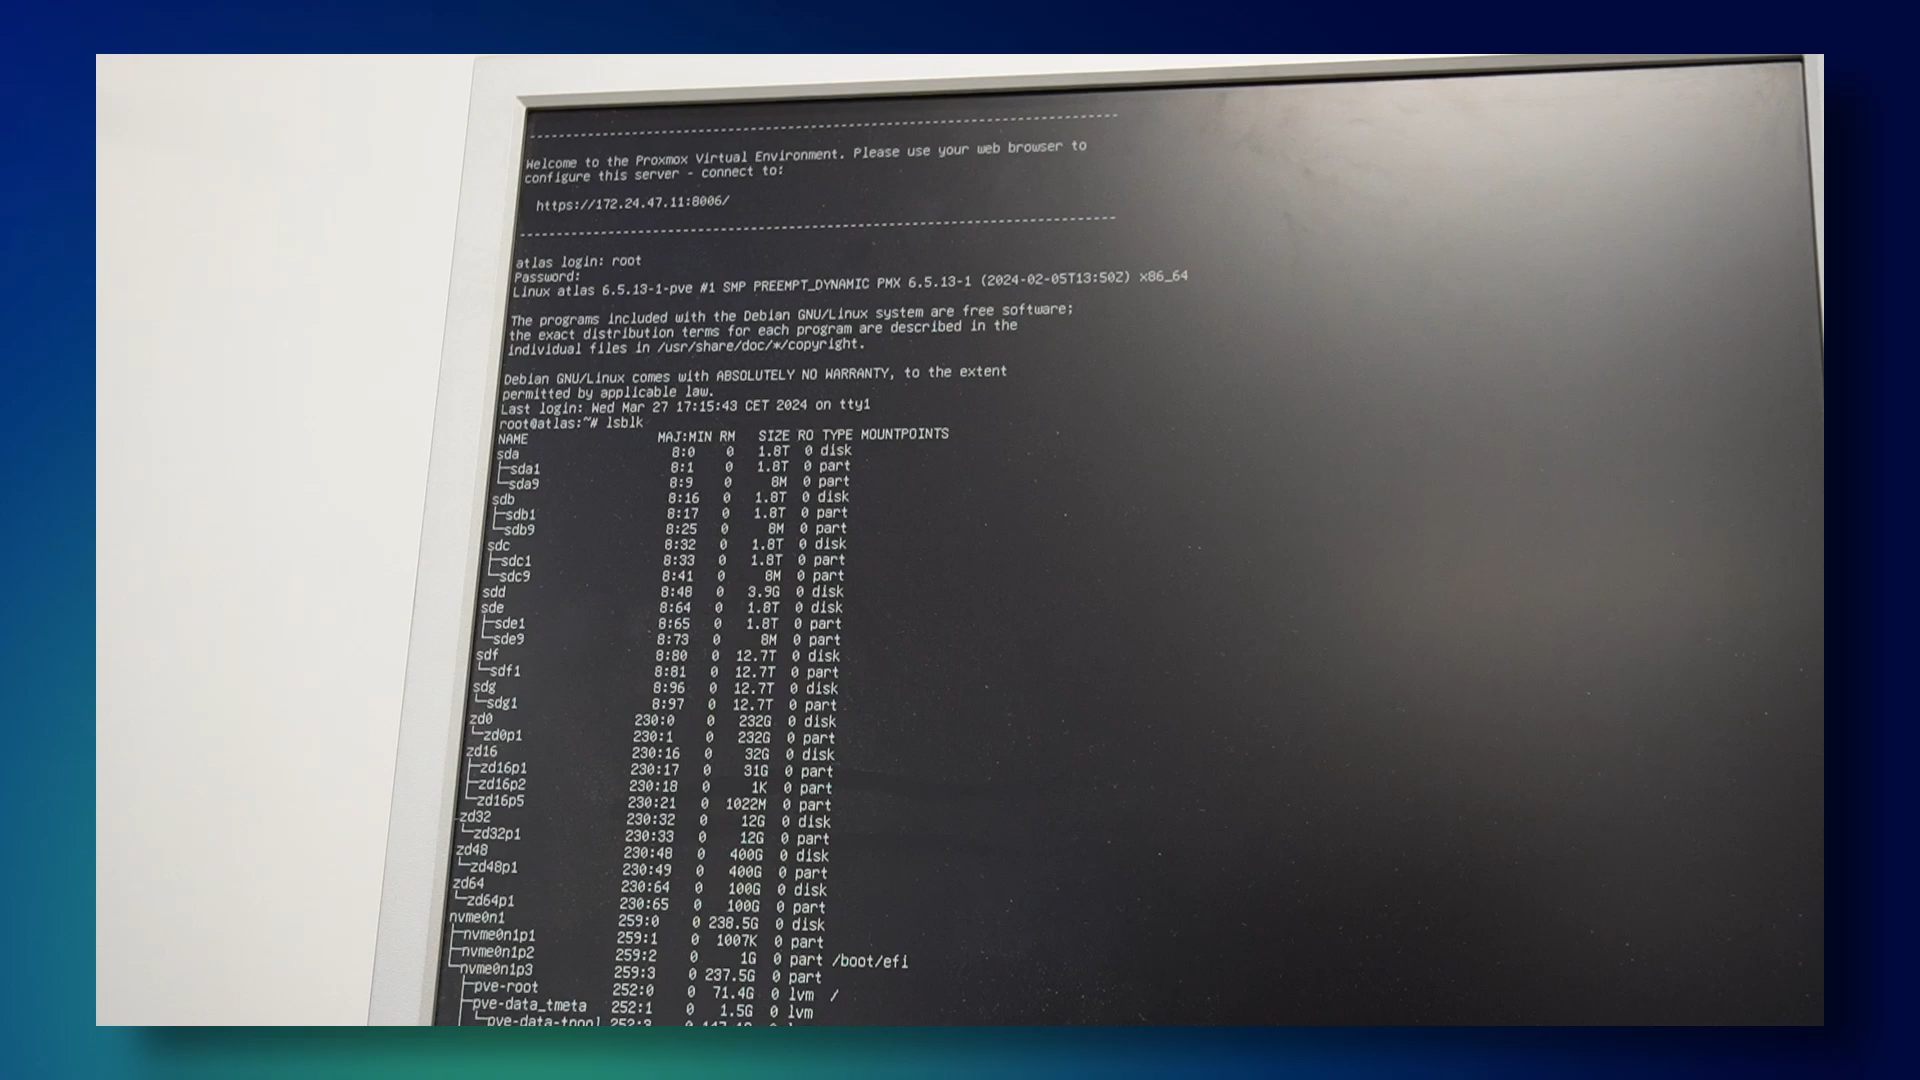 Welcome to the Proxmox Virtual Environment. Please use your web browser to
configure this server - connect to:
https://172.24.47.11:8006/
atlas login: root
Password:
Linux atlas 6.5.13-1-pve #1 SMP PREEMPT_DYNAMIC PMX 6.5.13-1 (2024-02-05T13:50Z) x86_64
The programs included with the Debian GNU/Linux system are free software;
the exact distribution terms for each program are described in the
individual files in /usr/share/doc/*/copyright.
Debian GNU/Linux comes with ABSOLUTELY NO WARRANTY, to the extent
permitted by applicable law.
Last login: Wed Mar 27 17:15:43 CET 2024 on tty1
root@atlas:~# lsblk
NAME MAJ:MIN RM SIZE RO TYPE MOUNTPOINTS
sda 8:0 0 1.8T 0 disk
├─sda1 8:1 0 1.8T 0 part
└─sda9 8:9 0 8M 0 part
sdb 8:16 0 1.8T 0 disk
├─sdb1 8:17 0 1.8T 0 part
└─sdb9 8:25 0 8M 0 part
sdc 8:32 0 1.8T 0 disk
├─sdc1 8:33 0 1.8T 0 part
└─sdc9 8:41 0 8M 0 part
sdd 8:48 0 3.9G 0 disk
sde 8:64 0 1.8T 0 disk
├─sde1 8:65 0 1.8T 0 part
└─sde9 8:73 0 8M 0 part
sdf 8:80 0 12.7T 0 disk
└─sdf1 8:81 0 12.7T 0 part
sdg 8:96 0 12.7T 0 disk
└─sdg1 8:97 0 12.7T 0 part
zd0 230:0 0 232G 0 disk
└─zd0p1 230:1 0 232G 0 part
zd16 230:16 0 32G 0 disk
├─zd16p1 230:17 0 31G 0 part
├─zd16p2 230:18 0 1K 0 part
└─zd16p5 230:21 0 1022M 0 part
zd32 230:32 0 12G 0 disk
└─zd32p1 230:33 0 12G 0 part
zd48 230:48 0 400G 0 disk
└─zd48p1 230:49 0 400G 0 part
zd64 230:64 0 100G 0 disk
└─zd64p1 230:65 0 100G 0 part
nvme0n1 259:0 0 238.5G 0 disk
├─nvme0n1p1 259:1 0 1007K 0 part
├─nvme0n1p2 259:2 0 1G 0 part /boot/efi
└─nvme0n1p3 259:3 0 237.5G 0 part
├─pve-root 252:0 0 71.4G 0 lvm /
├─pve-data_tmeta 252:1 0 1.5G 0 lvm
└─pve-data-tpool 252:3 0